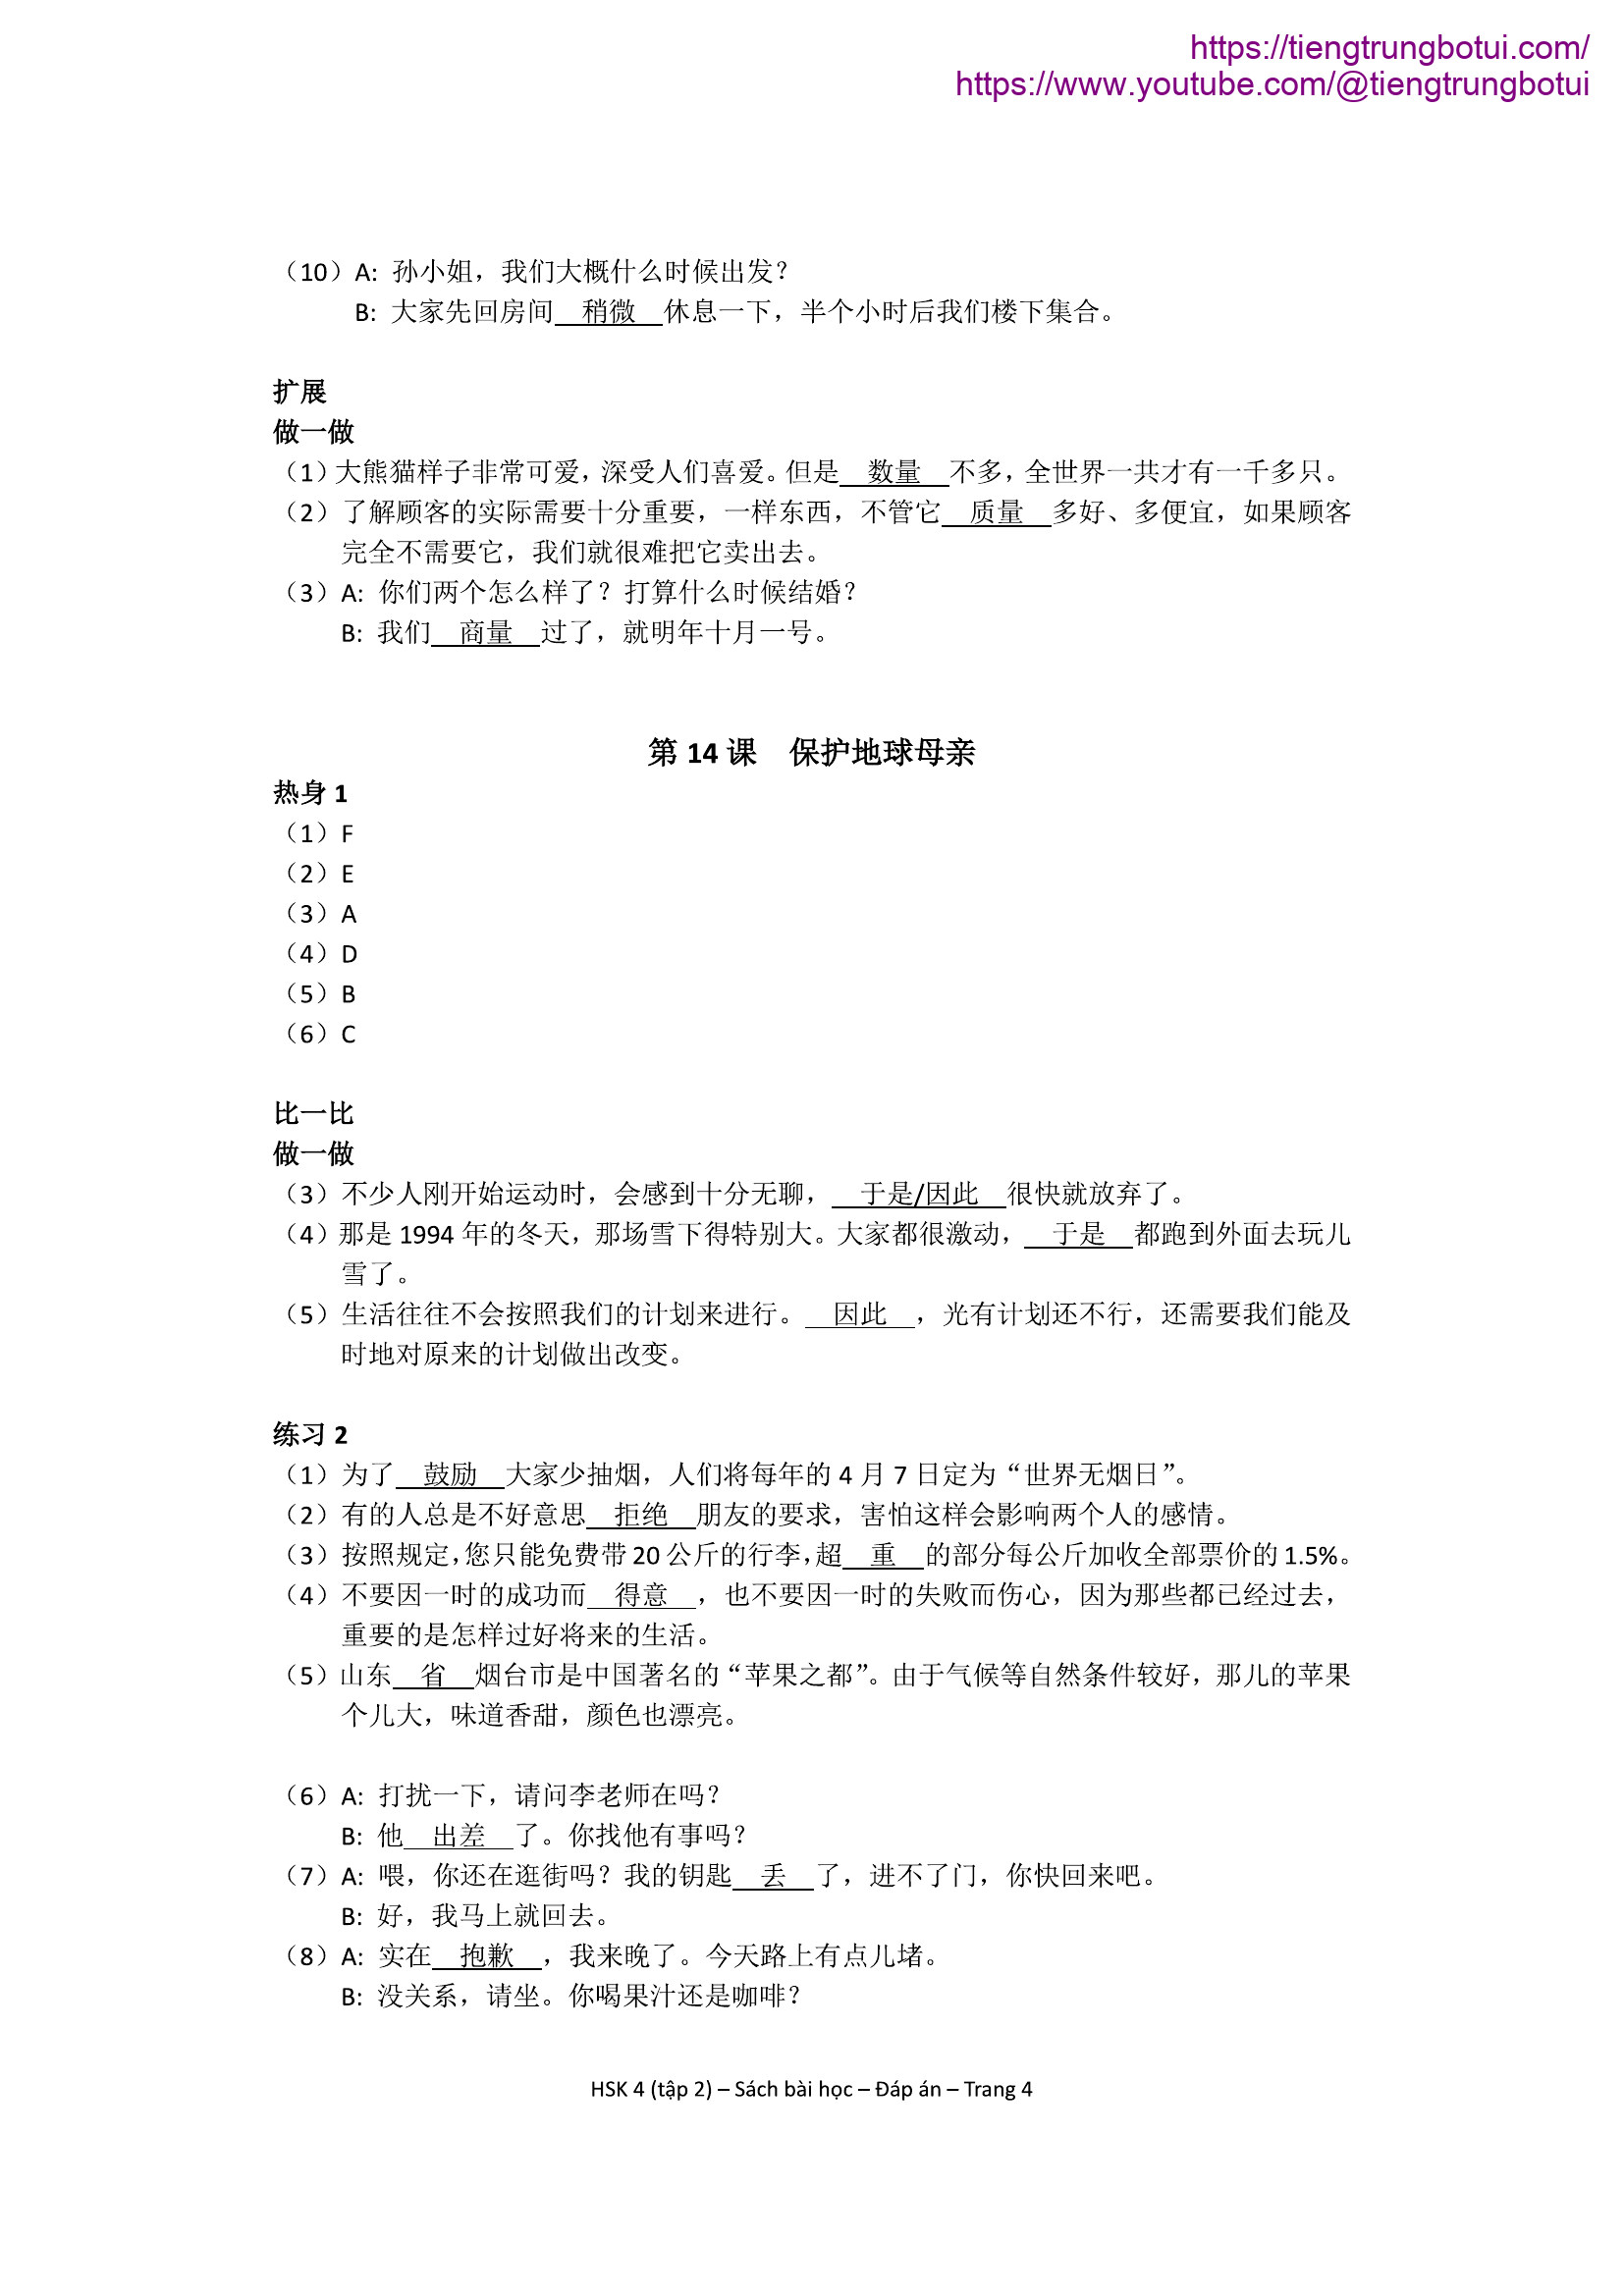 https://tiengtrungbotui.com/
https://www.youtube.com/@tiengtrungbotui
（10）A: 孙小姐，我们大概什么时候出发？
B: 大家先回房间__稍微__休息一下，半个小时后我们楼下集合。
扩展
做一做
（1）大熊猫样子非常可爱，深受人们喜爱。但是__数量__不多，全世界一共才有一千多只。
（2）了解顾客的实际需要十分重要，一样东西，不管它__质量__多好、多便宜，如果顾客
完全不需要它，我们就很难把它卖出去。
（3）A: 你们两个怎么样了？打算什么时候结婚？
B: 我们__商量__过了，就明年十月一号。
第 14 课　保护地球母亲
热身 1
（1）F
（2）E
（3）A
（4）D
（5）B
（6）C
比一比
做一做
（3）不少人刚开始运动时，会感到十分无聊，__于是/因此__很快就放弃了。
（4）那是 1994 年的冬天，那场雪下得特别大。大家都很激动，__于是__都跑到外面去玩儿
雪了。
（5）生活往往不会按照我们的计划来进行。__因此__，光有计划还不行，还需要我们能及
时地对原来的计划做出改变。
练习 2
（1）为了__鼓励__大家少抽烟，人们将每年的 4 月 7 日定为“世界无烟日”。
（2）有的人总是不好意思__拒绝__朋友的要求，害怕这样会影响两个人的感情。
（3）按照规定，您只能免费带 20 公斤的行李，超__重__的部分每公斤加收全部票价的 1.5%。
（4）不要因一时的成功而__得意__，也不要因一时的失败而伤心，因为那些都已经过去，
重要的是怎样过好将来的生活。
（5）山东__省__烟台市是中国著名的“苹果之都”。由于气候等自然条件较好，那儿的苹果
个儿大，味道香甜，颜色也漂亮。
（6）A: 打扰一下，请问李老师在吗？
B: 他__出差__了。你找他有事吗？
（7）A: 喂，你还在逛街吗？我的钥匙__丢__了，进不了门，你快回来吧。
B: 好，我马上就回去。
（8）A: 实在__抱歉__，我来晚了。今天路上有点儿堵。
B: 没关系，请坐。你喝果汁还是咖啡？
HSK 4 (tập 2) – Sách bài học – Đáp án – Trang 4